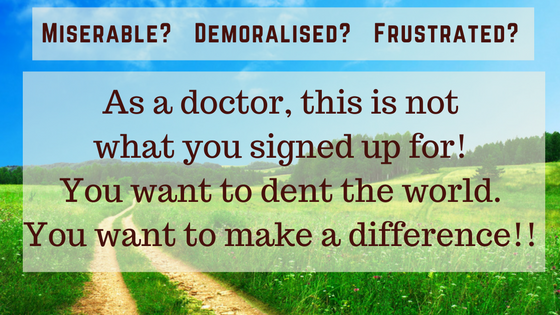 Miserable? Demoralised? Frustrated?
As a doctor, this is not
what you signed up for!
You want to dent the world.
You want to make a difference!!